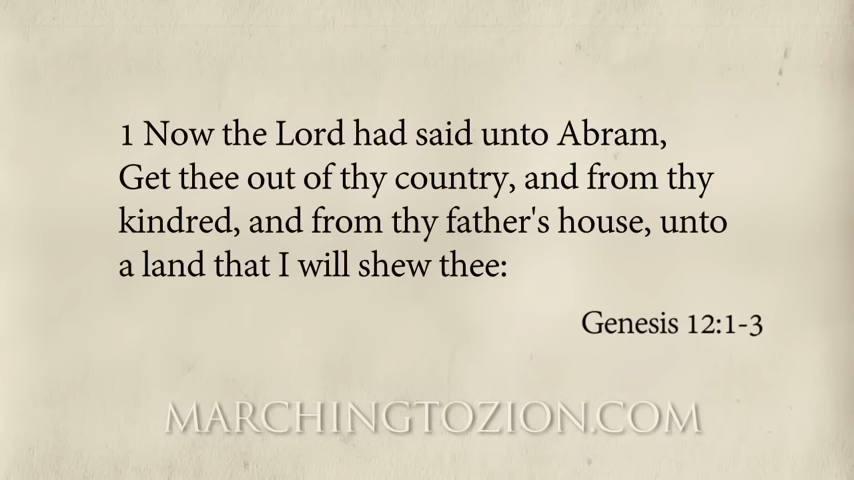 1 Now the Lord had said unto Abram,
Get thee out of thy country, and from thy
kindred, and from thy father's house, unto
a land that I will shew thee:
Genesis 12:1-3
MARCHINGTOZION.COM